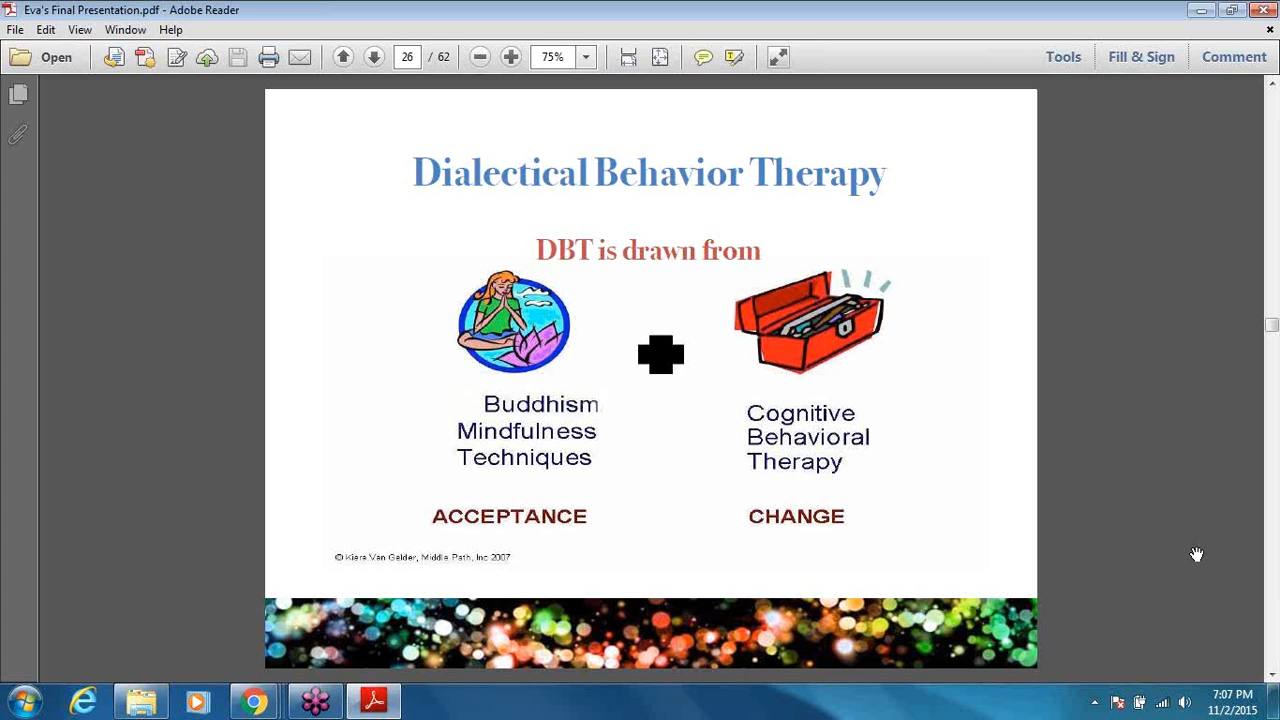 Eva's Final Presentation.pdf - Adobe Reader
File Edit View Window Help
Open 26 / 62 75% Tools Fill & Sign Comment
Dialectical Behavior Therapy
DBT is drawn from
Buddhism
Mindfulness
Techniques
Cognitive
Behavioral
Therapy
ACCEPTANCE
CHANGE
© Kiera Van Gelder, Middle Path, Inc 2007
7:07 PM
11/2/2015